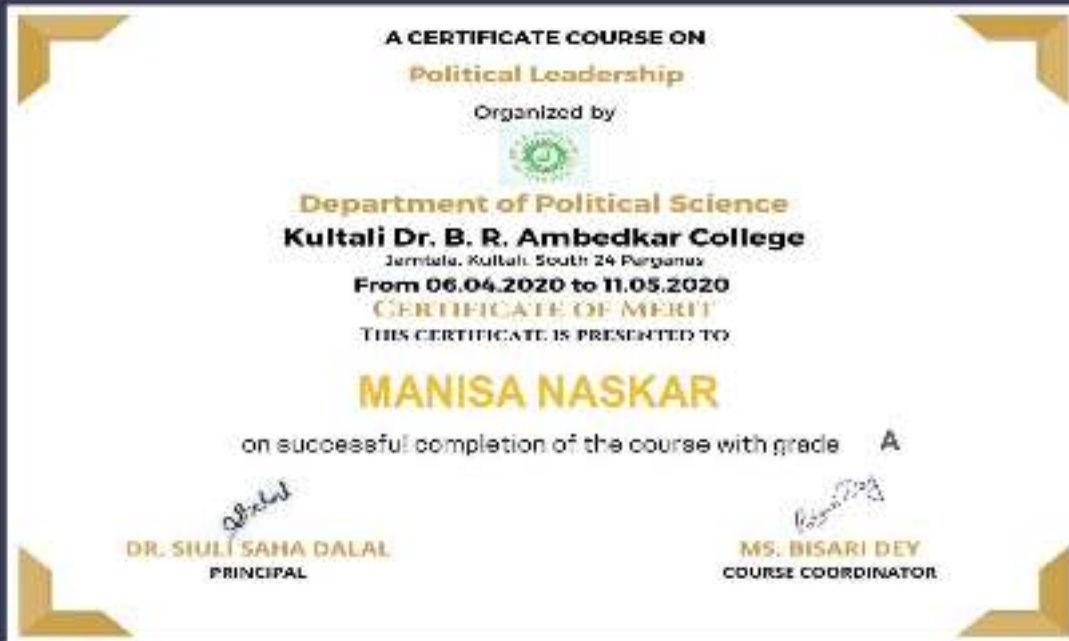 A CERTIFICATE COURSE ON
Political Leadership
Organized by
Department of Political Science
Kultali Dr. B. R. Ambedkar College
Jamtala, Kultali, South 24 Parganas
From 06.04.2020 to 11.05.2020
CERTIFICATE OF MERIT
THIS CERTIFICATE IS PRESENTED TO
MANISA NASKAR
on successful completion of the course with grade A
DR. SIULI SAHA DALAL
PRINCIPAL
MS. BISARI DEY
COURSE COORDINATOR